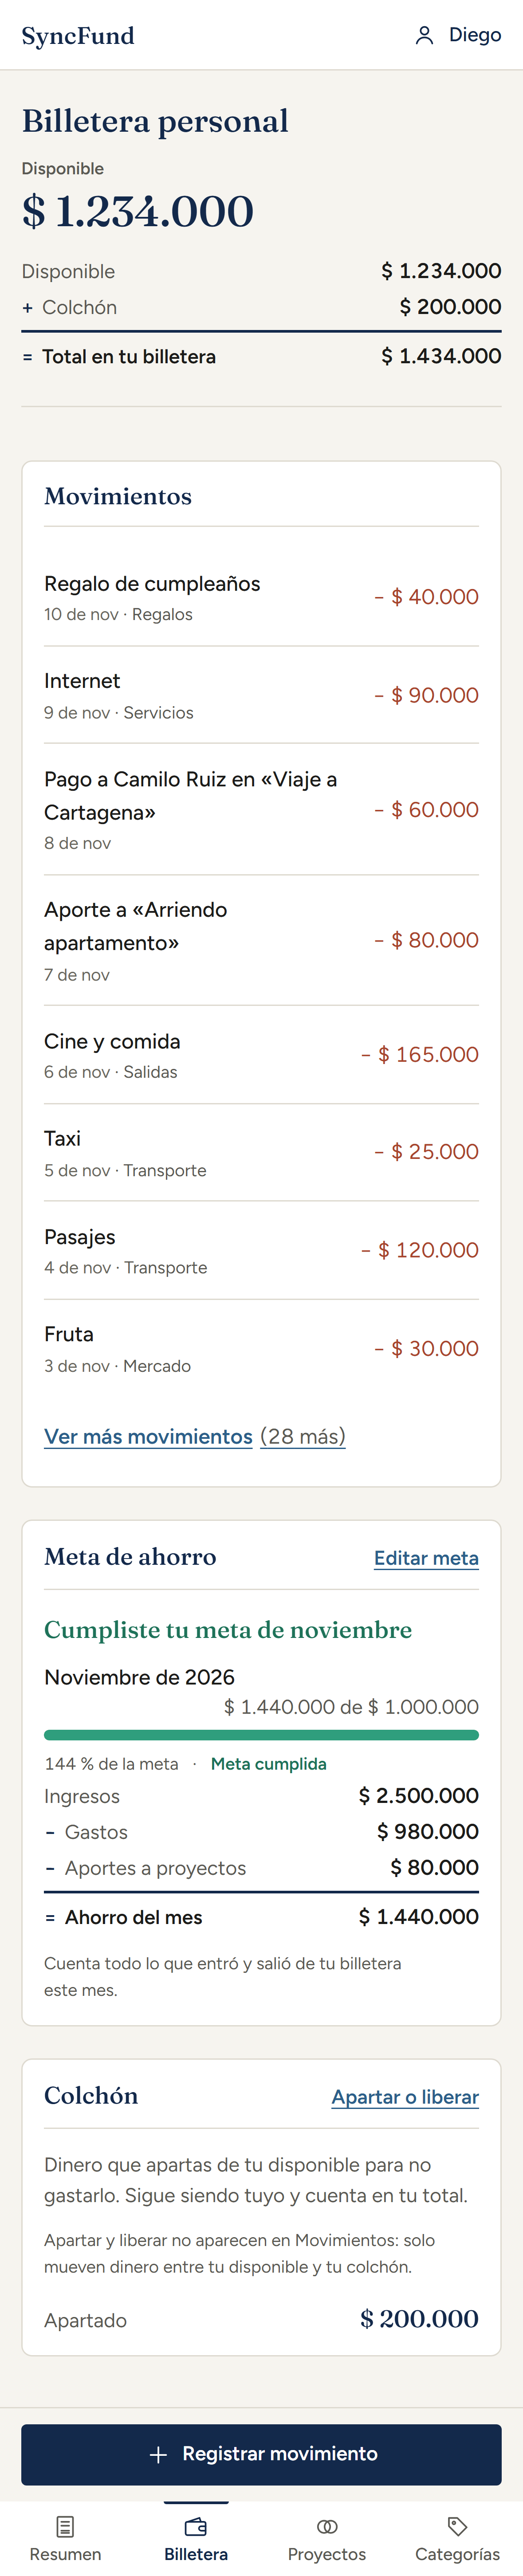 SyncFund
Diego
Billetera personal
Disponible
$ 1.234.000
Disponible $ 1.234.000
+ Colchón $ 200.000
= Total en tu billetera $ 1.434.000
Movimientos
Regalo de cumpleaños
10 de nov · Regalos
− $ 40.000
Internet
9 de nov · Servicios
− $ 90.000
Pago a Camilo Ruiz en «Viaje a
Cartagena»
8 de nov
− $ 60.000
Aporte a «Arriendo
apartamento»
7 de nov
− $ 80.000
Cine y comida
6 de nov · Salidas
− $ 165.000
Taxi
5 de nov · Transporte
− $ 25.000
Pasajes
4 de nov · Transporte
− $ 120.000
Fruta
3 de nov · Mercado
− $ 30.000
Ver más movimientos (28 más)
Meta de ahorro
Editar meta
Cumpliste tu meta de noviembre
Noviembre de 2026
$ 1.440.000 de $ 1.000.000
144 % de la meta · Meta cumplida
Ingresos $ 2.500.000
− Gastos $ 980.000
− Aportes a proyectos $ 80.000
= Ahorro del mes $ 1.440.000
Cuenta todo lo que entró y salió de tu billetera
este mes.
Colchón
Apartar o liberar
Dinero que apartas de tu disponible para no
gastarlo. Sigue siendo tuyo y cuenta en tu total.
Apartar y liberar no aparecen en Movimientos: solo
mueven dinero entre tu disponible y tu colchón.
Apartado $ 200.000
+ Registrar movimiento
Resumen
Billetera
Proyectos
Categorías